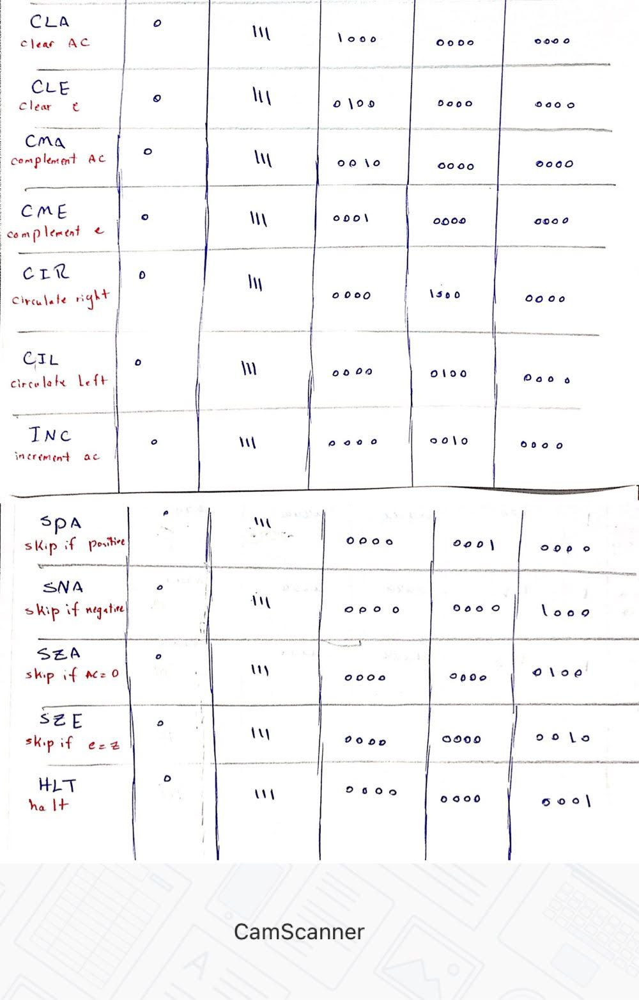 CLA 0 111 1000 0000 0000
clear AC
CLE 0 111 0100 0000 0000
clear e
CMA 0 111 0010 0000 0000
complement AC
CME 0 111 0001 0000 0000
complement e
CIR 0 111 0000 1000 0000
circulate right
CIL 0 111 0000 0100 0000
circulate Left
INC 0 111 0000 0010 0000
increment ac
SPA 0 111 0000 0001 0000
skip if positive
SNA 0 111 0000 0000 1000
skip if negative
SZA 0 111 0000 0000 0100
skip if AC=0
SZE 0 111 0000 0000 0010
skip if e=z
HLT 0 111 0000 0000 0001
halt
CamScanner